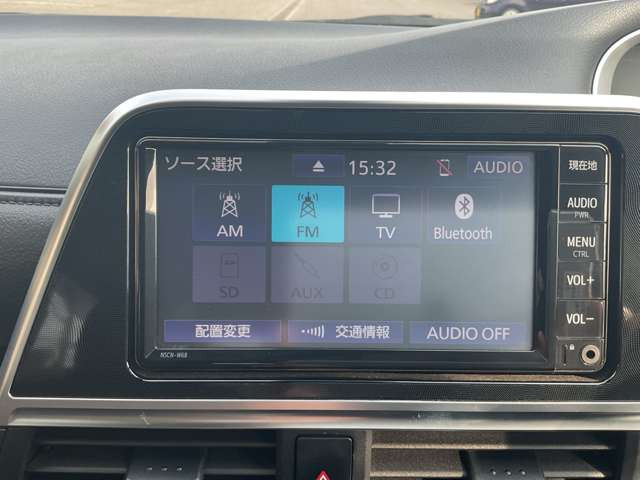 ソース選択 15:32 AUDIO
AM FM TV Bluetooth
SD AUX CD
配置変更 交通情報 AUDIO OFF
NSCN-W68
現在地
AUDIO
PWR
MENU
CTRL
VOL+
VOL-